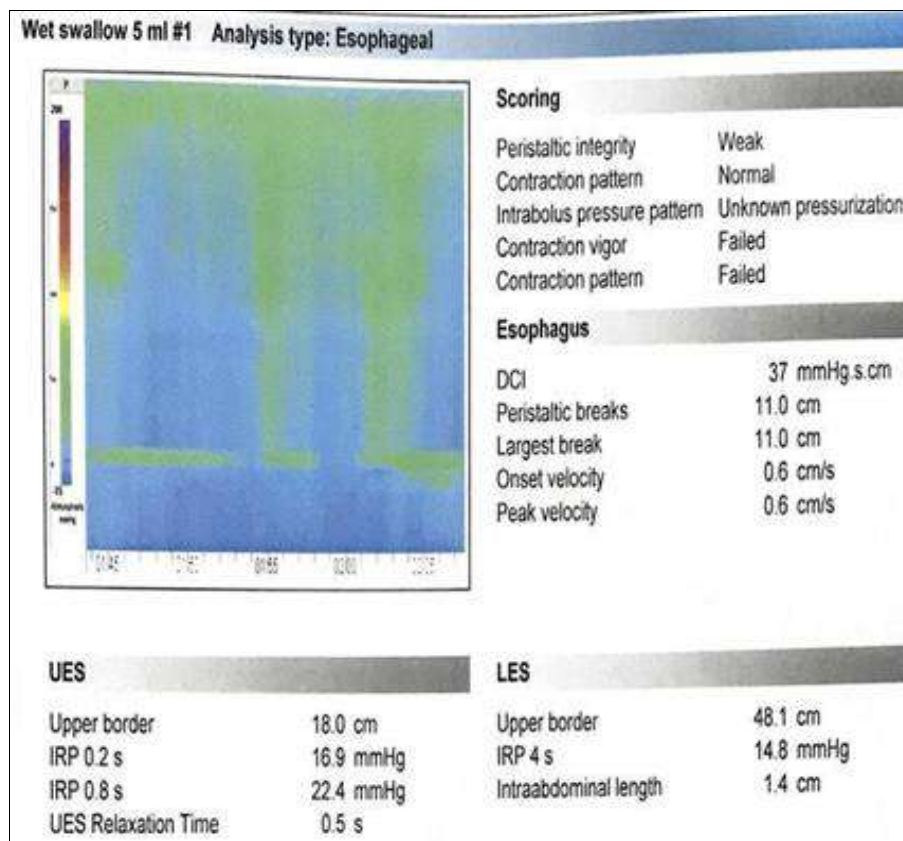 Wet swallow 5 ml #1 Analysis type: Esophageal
Scoring
Peristaltic integrity Weak
Contraction pattern Normal
Intrabolus pressure pattern Unknown pressurization
Contraction vigor Failed
Contraction pattern Failed
Esophagus
DCI 37 mmHg.s.cm
Peristaltic breaks 11.0 cm
Largest break 11.0 cm
Onset velocity 0.6 cm/s
Peak velocity 0.6 cm/s
UES
Upper border 18.0 cm
IRP 0.2 s 16.9 mmHg
IRP 0.8 s 22.4 mmHg
UES Relaxation Time 0.5 s
LES
Upper border 48.1 cm
IRP 4 s 14.8 mmHg
Intraabdominal length 1.4 cm